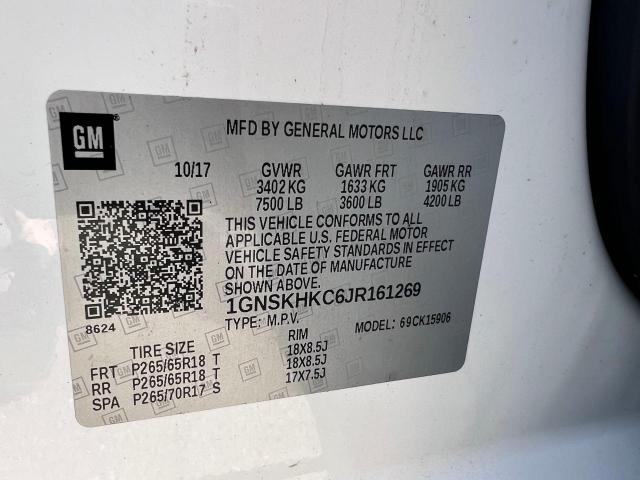 GM
MFD BY GENERAL MOTORS LLC
10/17 GVWR GAWR FRT GAWR RR
3402 KG 1633 KG 1905 KG
7500 LB 3600 LB 4200 LB
THIS VEHICLE CONFORMS TO ALL
APPLICABLE U.S. FEDERAL MOTOR
VEHICLE SAFETY STANDARDS IN EFFECT
ON THE DATE OF MANUFACTURE
SHOWN ABOVE.
8624
1GNSKHKC6JR161269
TYPE: M.P.V. MODEL: 69CK15906
TIRE SIZE RIM
FRT P265/65R18 T 18X8.5J
RR P265/65R18 T 18X8.5J
SPA P265/70R17 S 17X7.5J